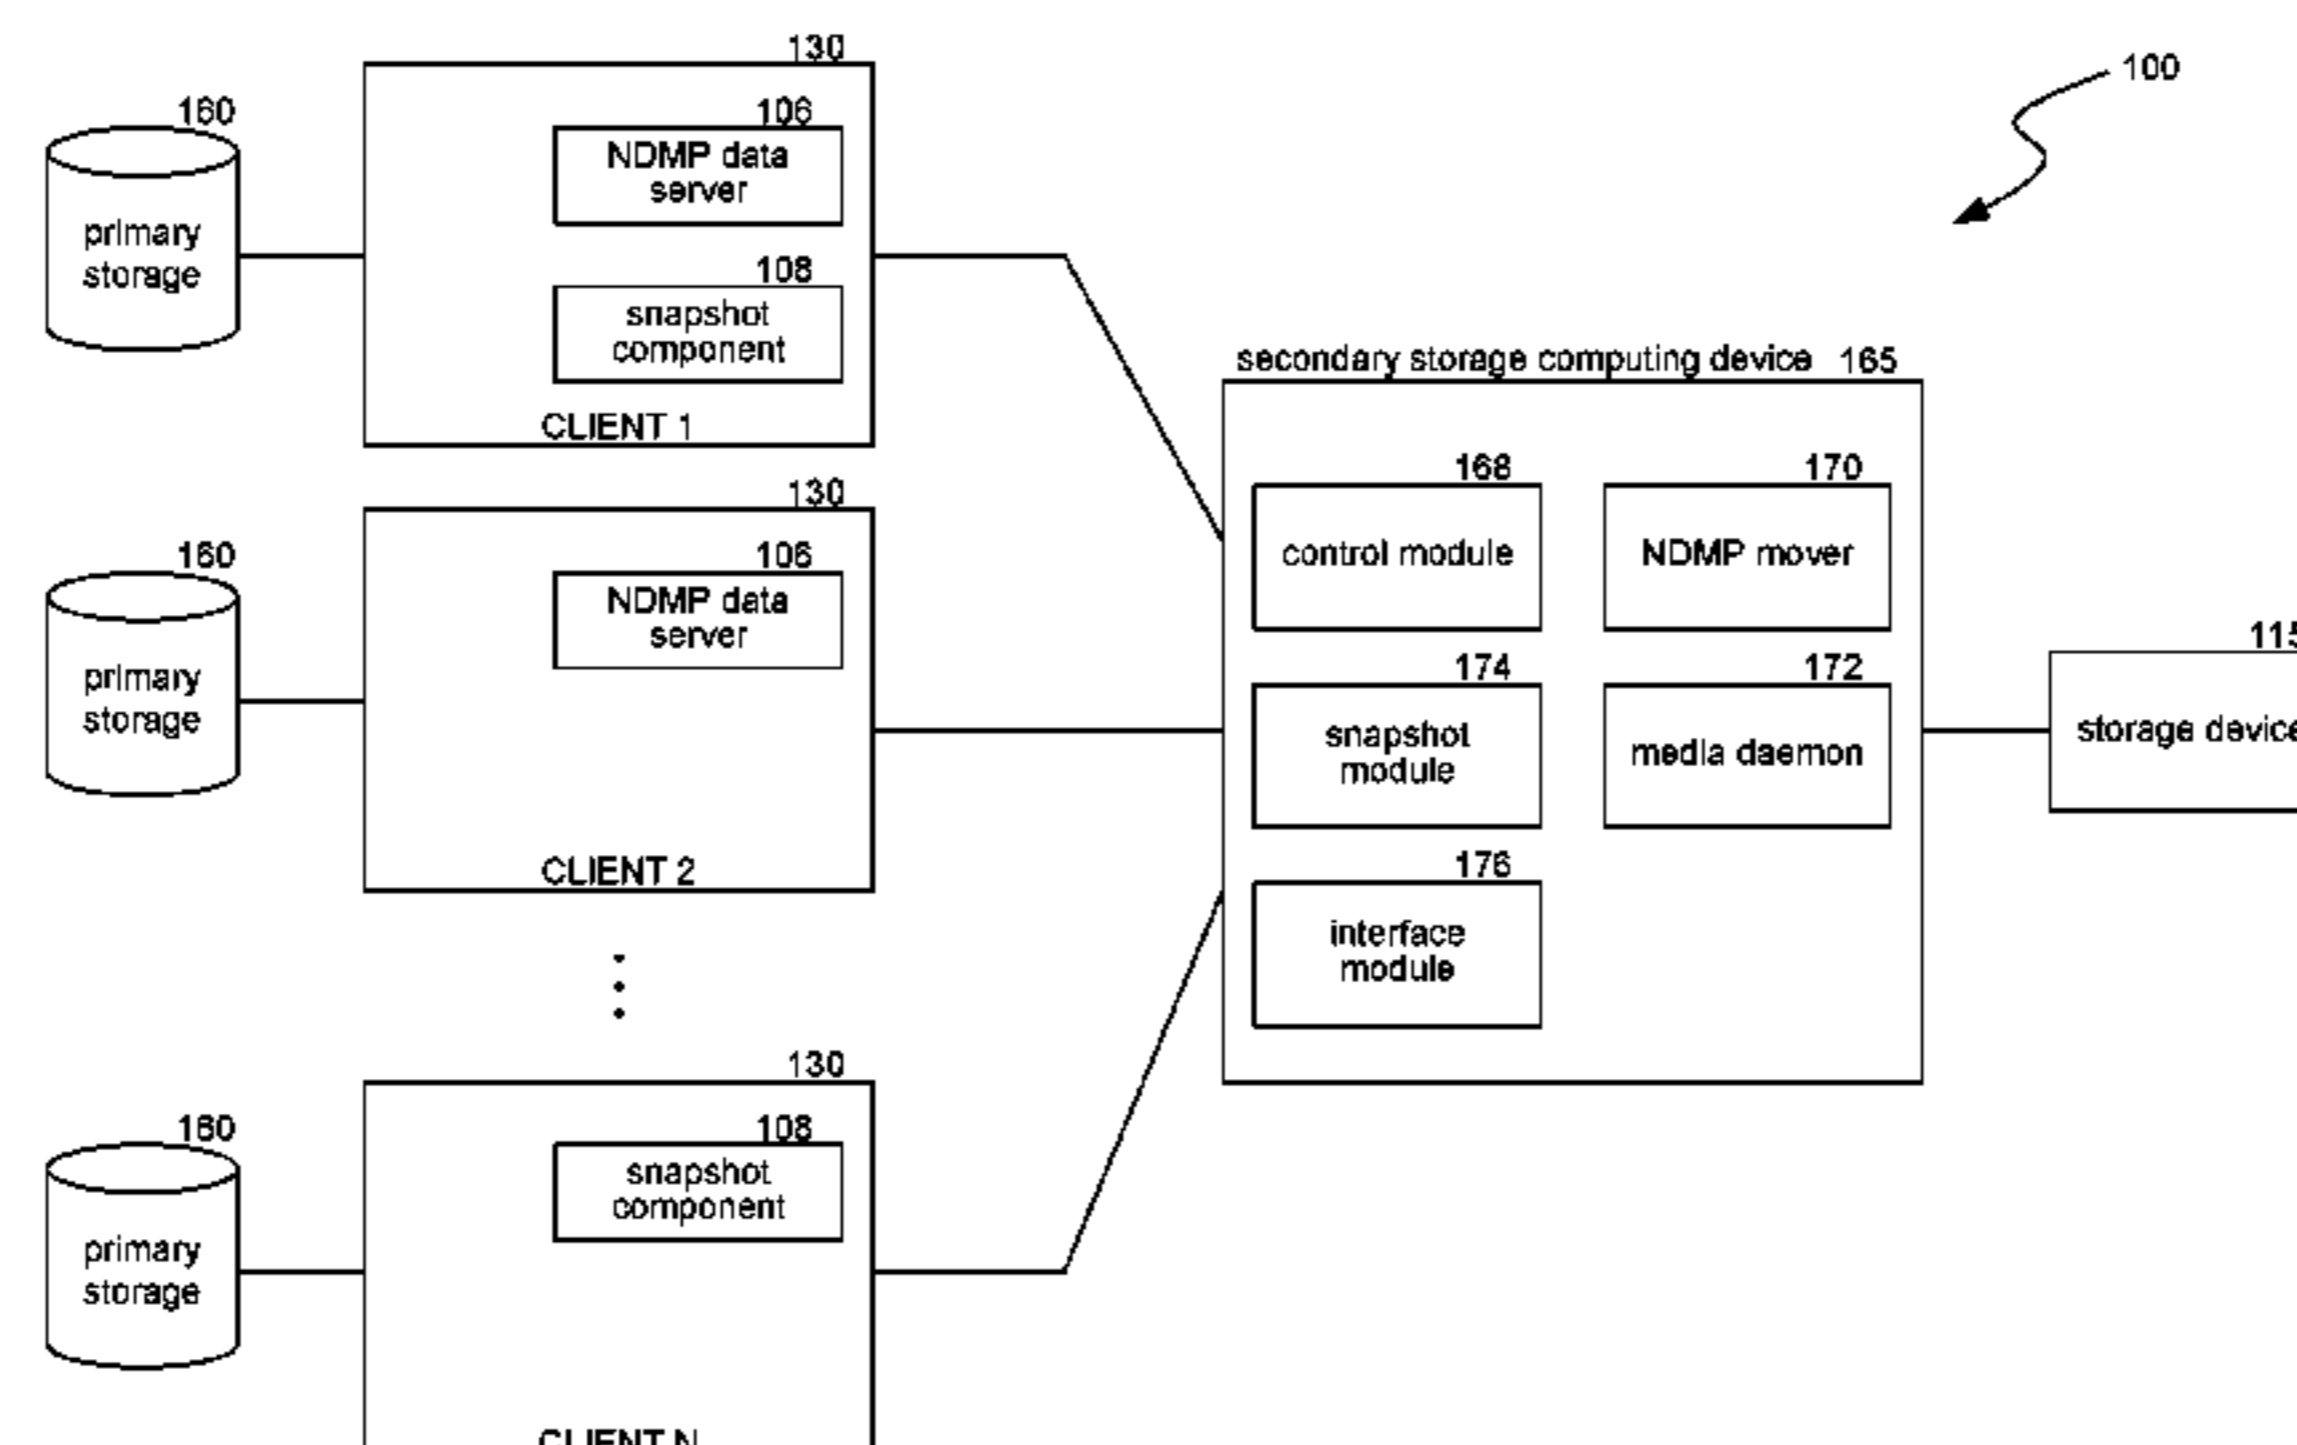 130
100
160
106
NDMP data
server
primary
storage
108
snapshot
component
CLIENT 1
secondary storage computing device 165
130
168
170
control module
NDMP mover
160
106
NDMP data
server
primary
storage
174
172
snapshot
module
media daemon
115
storage device
CLIENT 2
176
interface
module
130
160
108
snapshot
component
primary
storage
CLIENT N